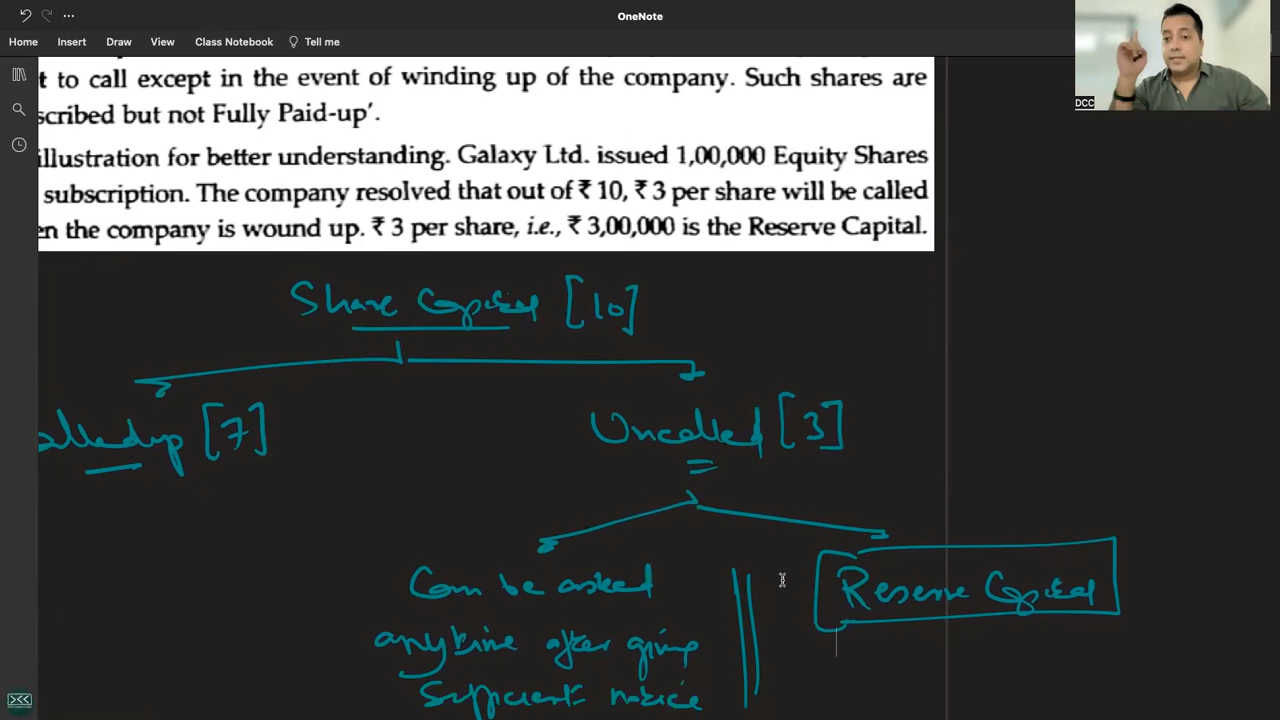 OneNote
Home Insert Draw View Class Notebook Tell me
DCC
t to call except in the event of winding up of the company. Such shares are
scribed but not Fully Paid-up'.
illustration for better understanding. Galaxy Ltd. issued 1,00,000 Equity Shares
subscription. The company resolved that out of ₹ 10, ₹ 3 per share will be called
en the company is wound up. ₹ 3 per share, i.e., ₹ 3,00,000 is the Reserve Capital.
Share Capital [10]
alledup [7] Uncalled [3]
Can be asked
anytime after giving
Sufficient notice
Reserve Capital
DCC